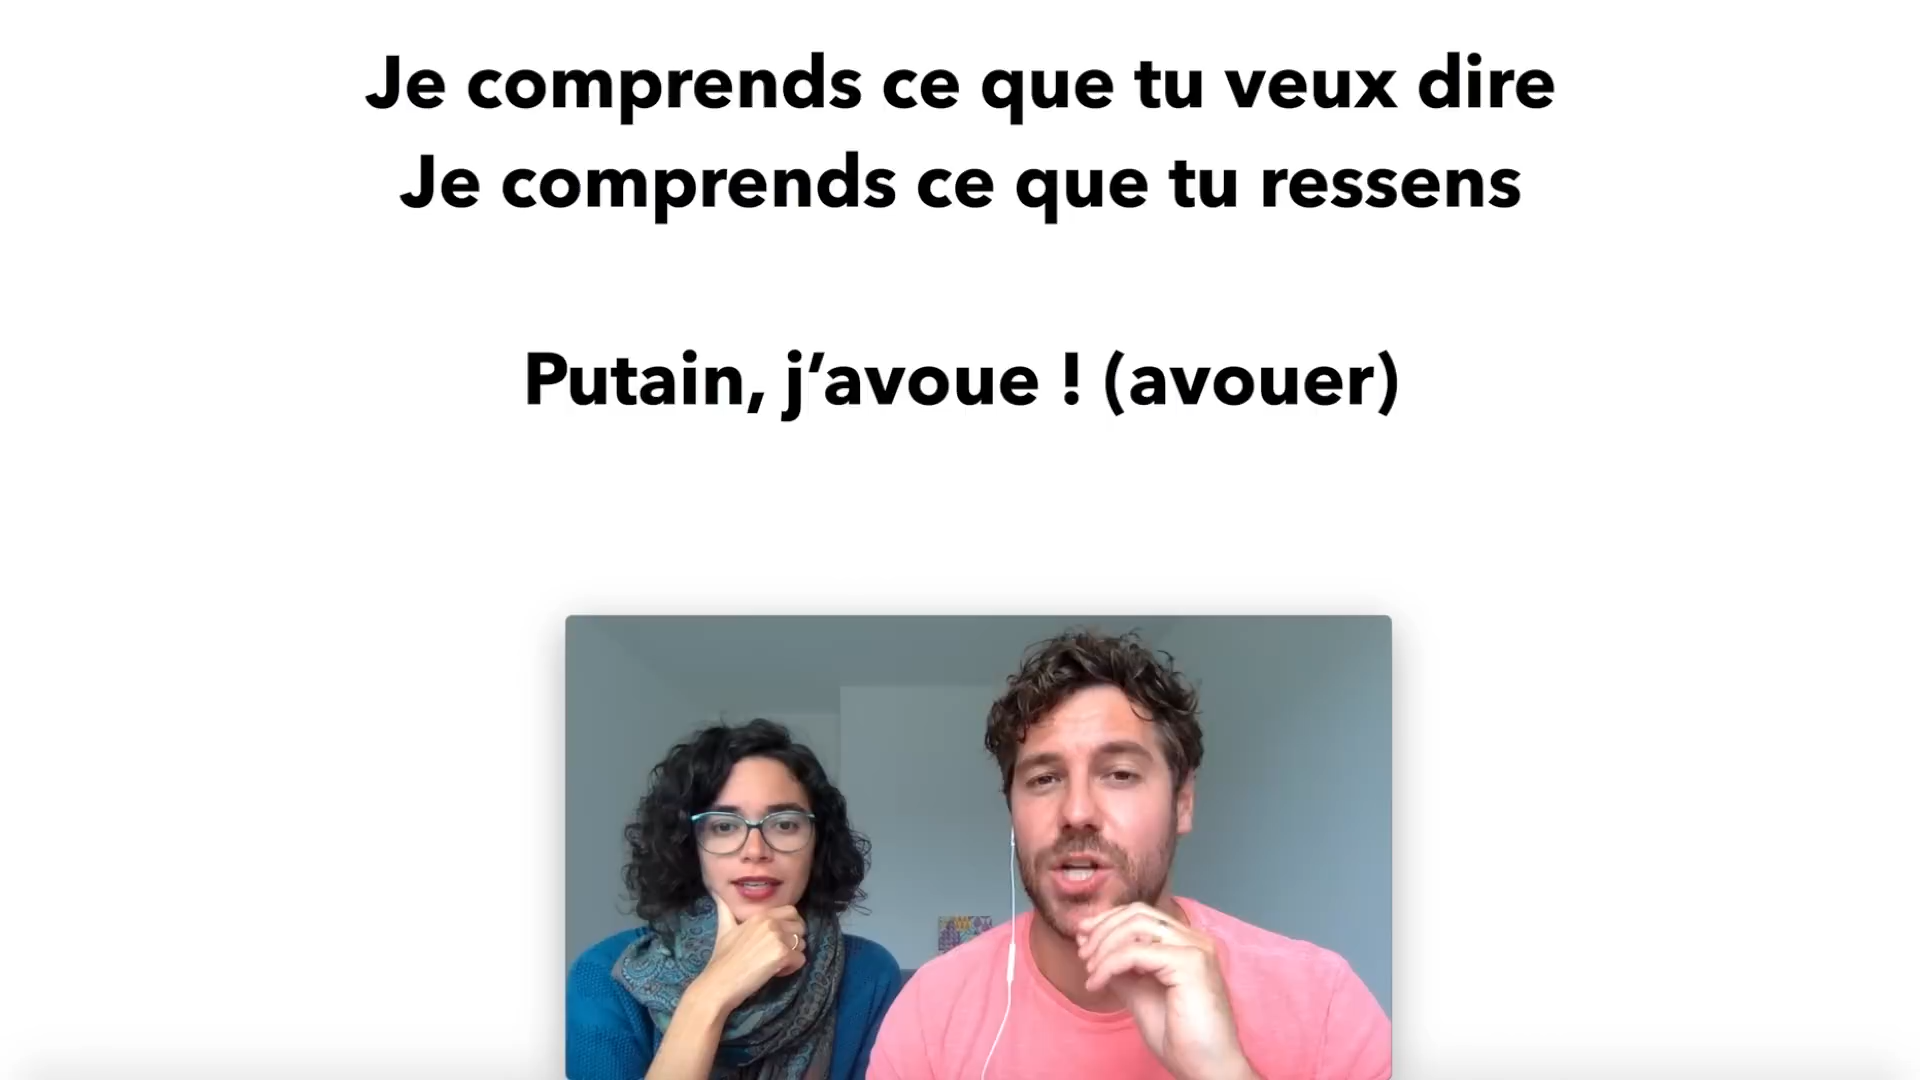 Je comprends ce que tu veux dire
Je comprends ce que tu ressens
Putain, j’avoue ! (avouer)